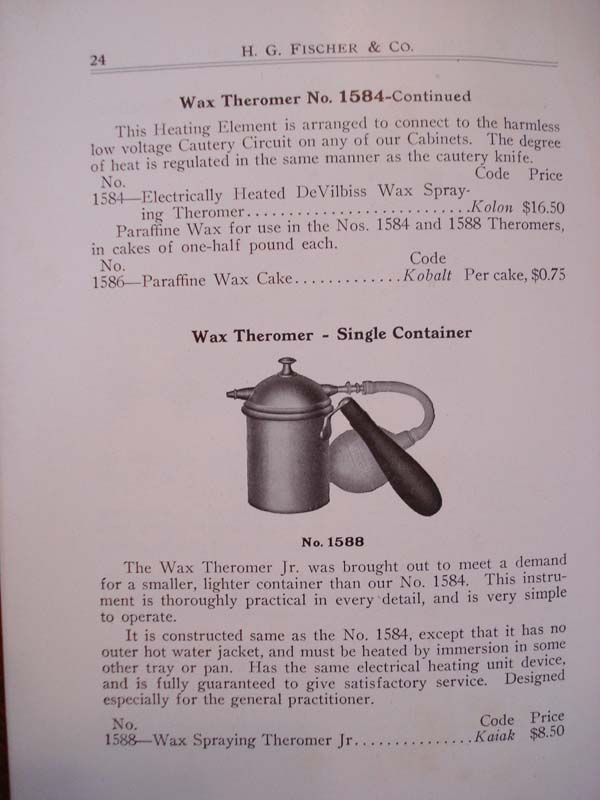 24
H. G. FISCHER & CO.
Wax Theromer No. 1584-Continued
This Heating Element is arranged to connect to the harmless
low voltage Cautery Circuit on any of our Cabinets. The degree
of heat is regulated in the same manner as the cautery knife.
No. Code Price
1584—Electrically Heated DeVilbiss Wax Spray-
ing Theromer..........................Kolon $16.50
Paraffine Wax for use in the Nos. 1584 and 1588 Theromers,
in cakes of one-half pound each.
No. Code
1586—Paraffine Wax Cake.............Kobalt Per cake, $0.75
Wax Theromer - Single Container
No. 1588
The Wax Theromer Jr. was brought out to meet a demand
for a smaller, lighter container than our No. 1584. This instru-
ment is thoroughly practical in every detail, and is very simple
to operate.
It is constructed same as the No. 1584, except that it has no
outer hot water jacket, and must be heated by immersion in some
other tray or pan. Has the same electrical heating unit device,
and is fully guaranteed to give satisfactory service. Designed
especially for the general practitioner.
No. Code Price
1588—Wax Spraying Theromer Jr...............Kaiak $8.50